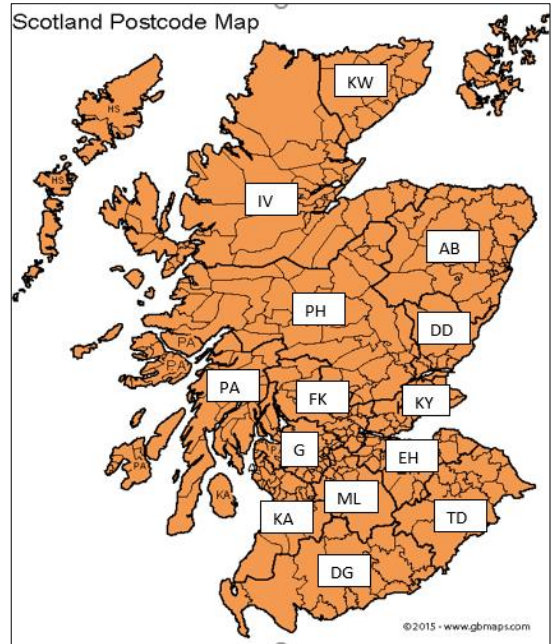 Scotland Postcode Map
KW
HS
HS
IV
AB
PH
DD
PA
PA
PA
FK
KY
G
EH
PA
ML
KA
TD
KA
DG
©2015 - www.gbmaps.com